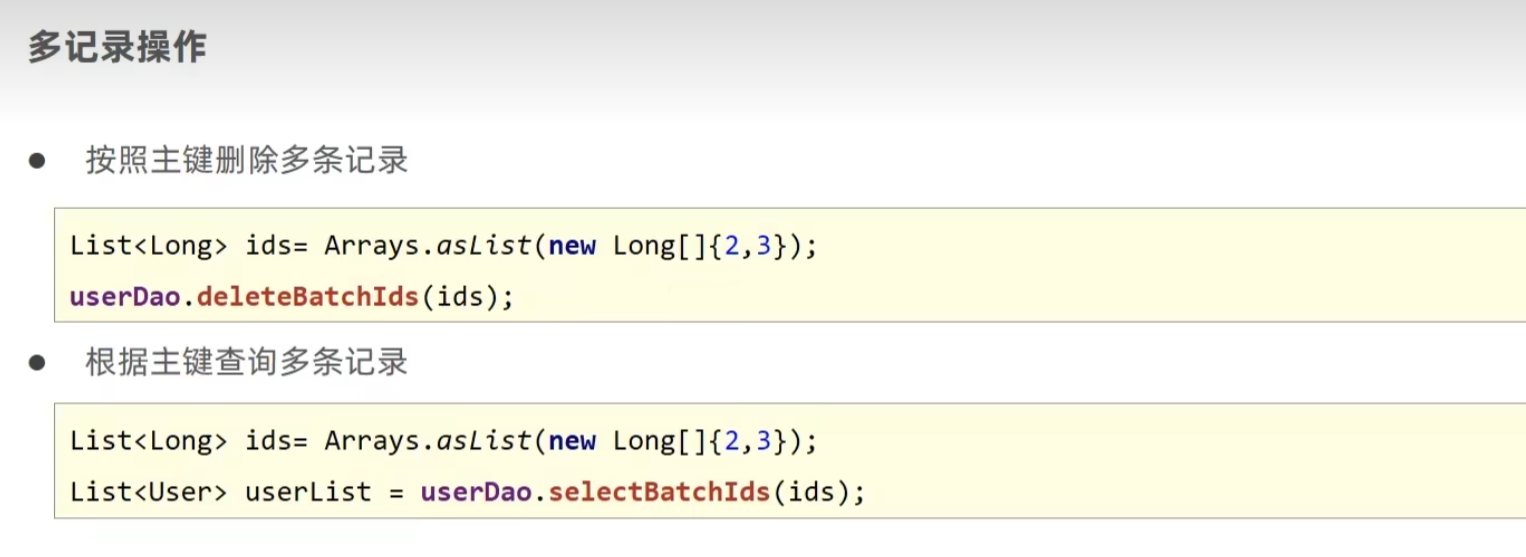 多记录操作
● 按照主键删除多条记录
List<Long> ids= Arrays.asList(new Long[]{2,3});
userDao.deleteBatchIds(ids);
● 根据主键查询多条记录
List<Long> ids= Arrays.asList(new Long[]{2,3});
List<User> userList = userDao.selectBatchIds(ids);